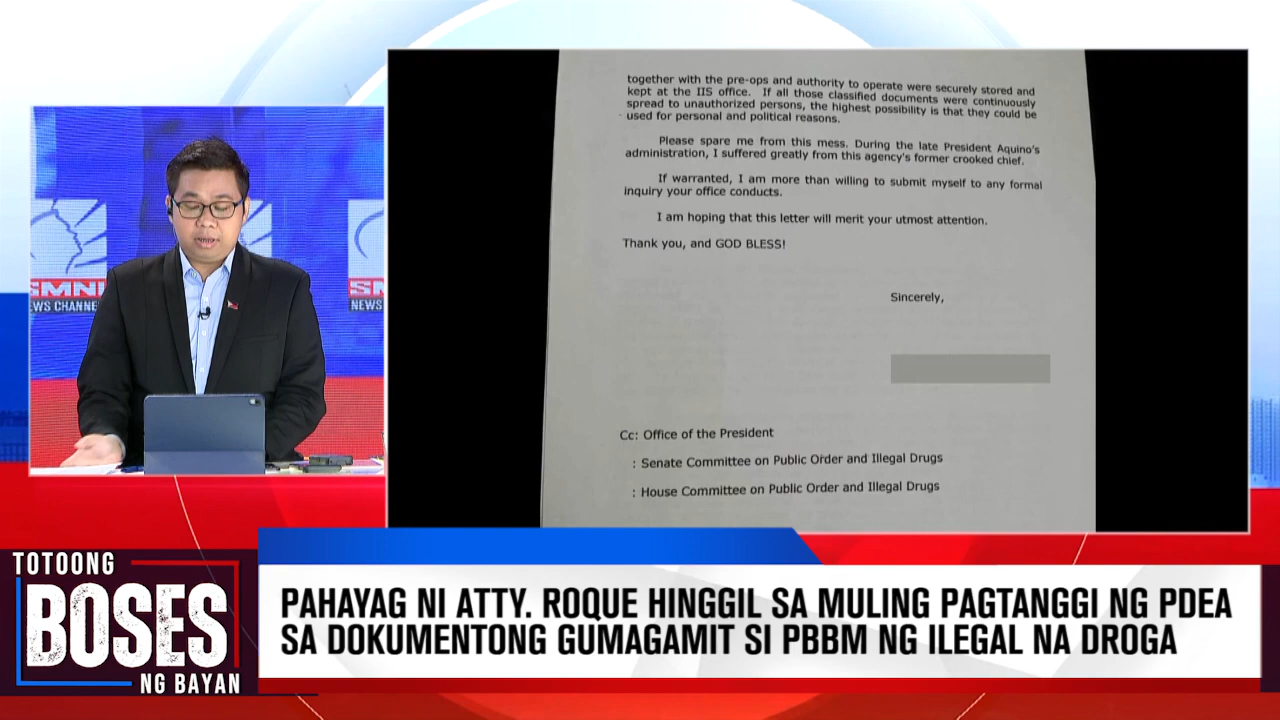 together with the pre-ops and authority to operate were securely stored and
kept at the IIS office. If all those classified documents were continuously
spread to unauthorized persons, the highest possibility is that they could be
used for personal and political reasons.
Please spare me from this mess. During the late President Aquino's
administration, I suffered greatly from this agency's former crooked chief.
If warranted, I am more than willing to submit myself to any formal
inquiry your office conducts.
I am hoping that this letter will merit your utmost attention.
Thank you, and GOD BLESS!
Sincerely,
Cc: Office of the President
: Senate Committee on Public Order and Illegal Drugs
: House Committee on Public Order and Illegal Drugs
SMNI
NEWS CHANNEL
SM
NEWS
TOTOONG
BOSES
NG BAYAN
PAHAYAG NI ATTY. ROQUE HINGGIL SA MULING PAGTANGGI NG PDEA
SA DOKUMENTONG GUMAGAMIT SI PBBM NG ILEGAL NA DROGA